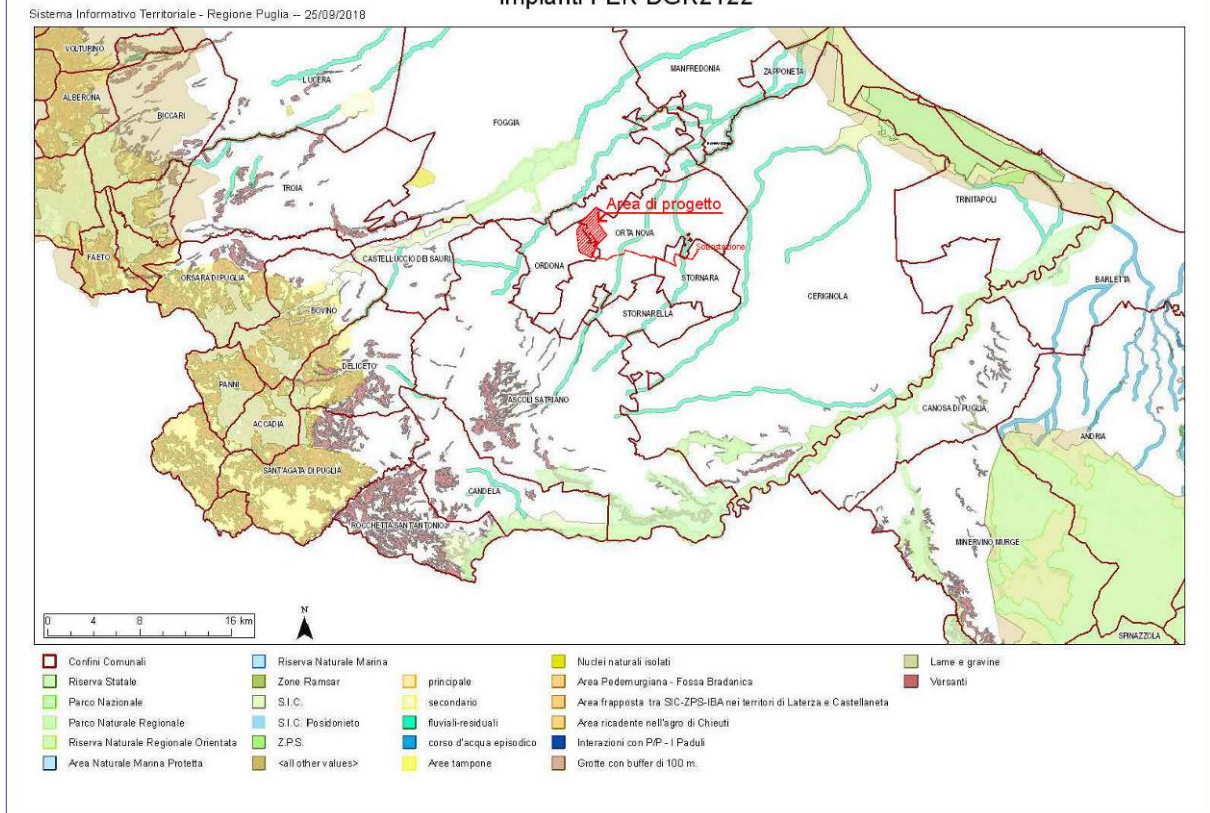 Impianti FER DGR2122
Sistema Informativo Territoriale - Regione Puglia -- 25/09/2018
VOLTURINO
ALBERONA
BICCARI
LUCERA
FOGGIA
MANFREDONIA
ZAPPONETA
TROIA
Area di progetto
ORTA NOVA
Sottostazione
TRINITAPOLI
FAETO
ORSARA DI PUGLIA
CASTELLUCCIO DEI SAURI
ORDONA
STORNARA
CERIGNOLA
BARLETTA
BOVINO
STORNARELLA
DELICETO
PANNI
ACCADIA
ASCOLI SATRIANO
CANOSA DI PUGLIA
ANDRIA
SANT'AGATA DI PUGLIA
CANDELA
ROCCHETTA SANT'ANTONIO
MINERVINO MURGE
SPINAZZOLA
0 4 8 16 km
N
Confini Comunali
Riserva Statale
Parco Nazionale
Parco Naturale Regionale
Riserva Naturale Regionale Orientata
Area Naturale Marina Protetta
Riserva Naturale Marina
Zone Ramsar
S.I.C.
S.I.C. Posidonieto
Z.P.S.
<all other values>
principale
secondario
fluviali-residuali
corso d'acqua episodico
Aree tampone
Nuclei naturali isolati
Area Pedemurgiana - Fossa Bradanica
Area frapposta tra SIC-ZPS-IBA nei territori di Laterza e Castellaneta
Area ricadente nell'agro di Chieuti
Interazioni con P/P - I Paduli
Grotte con buffer di 100 m.
Lame e gravine
Versanti